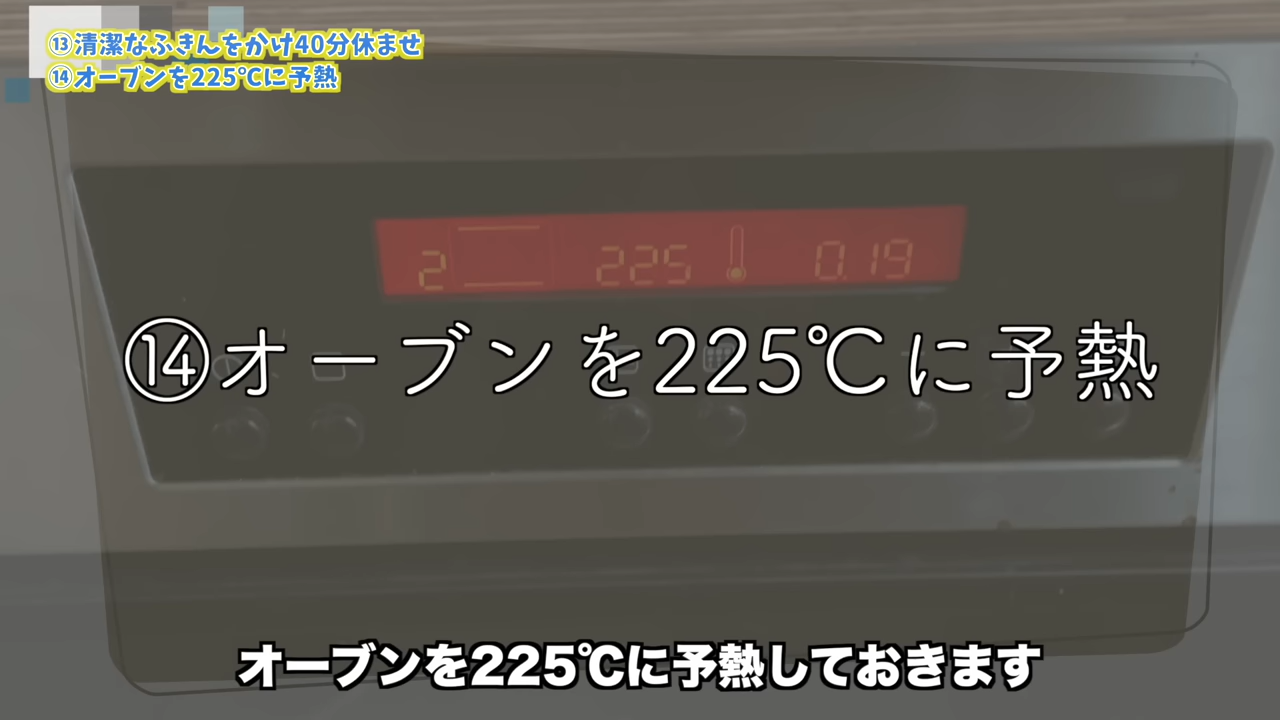 ⑬清潔なふきんをかけ40分休ませ
⑭オーブンを225℃に予熱
2 225 0.19
⑭オーブンを225℃に予熱
オーブンを225℃に予熱しておきます